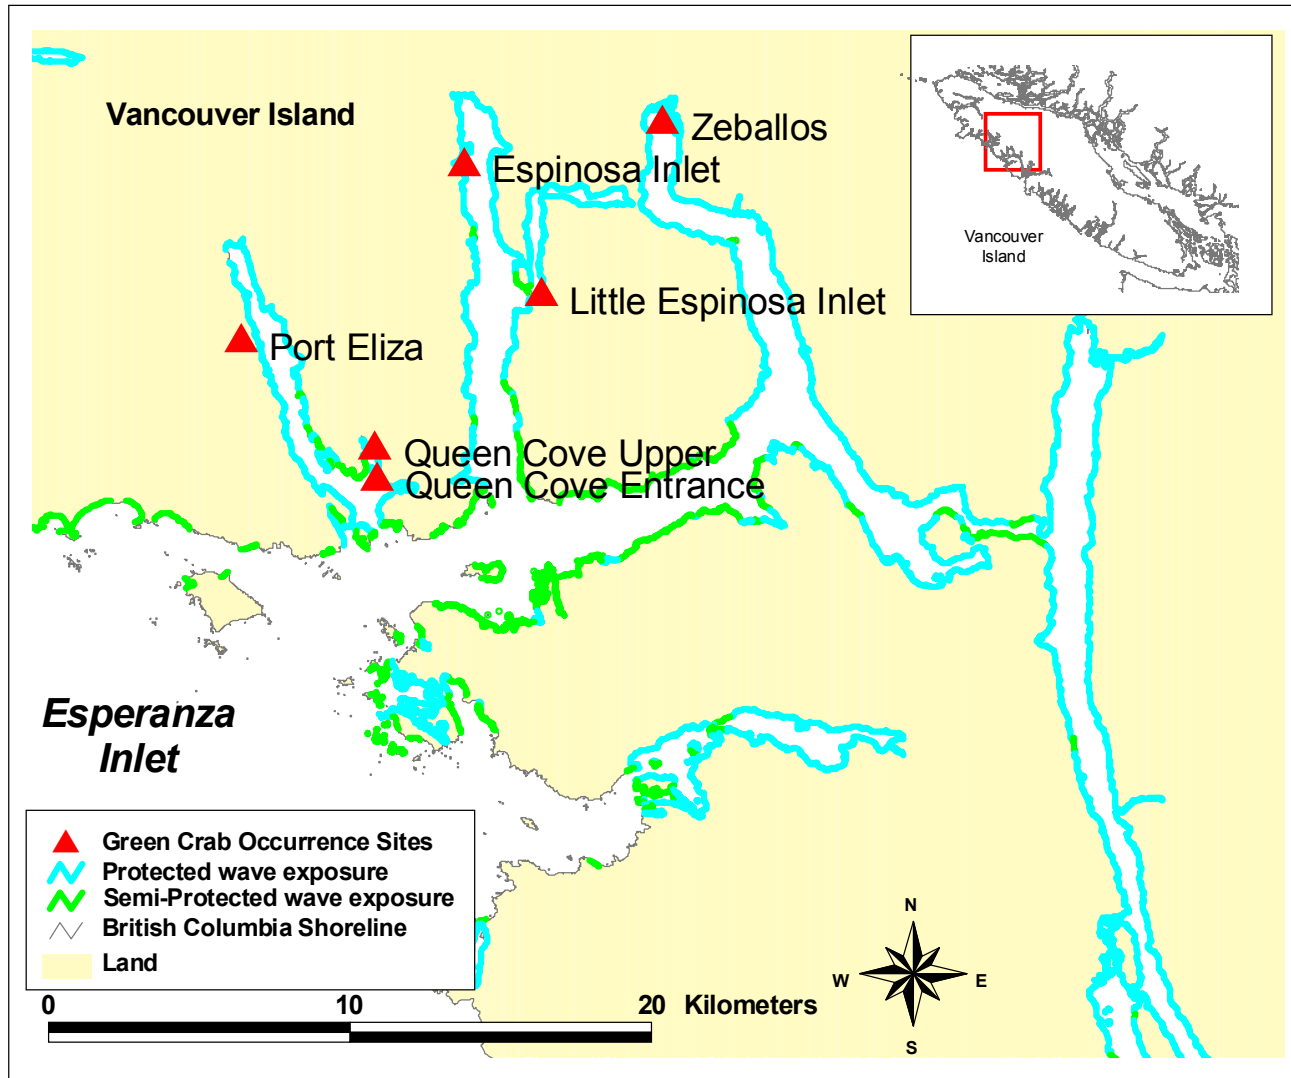 Vancouver Island
Zeballos
Espinosa Inlet
Vancouver
Island
Little Espinosa Inlet
Port Eliza
Queen Cove Upper
Queen Cove Entrance
Esperanza
Inlet
Green Crab Occurrence Sites
Protected wave exposure
Semi-Protected wave exposure
British Columbia Shoreline
Land
N
W
E
S
0
10
20 Kilometers